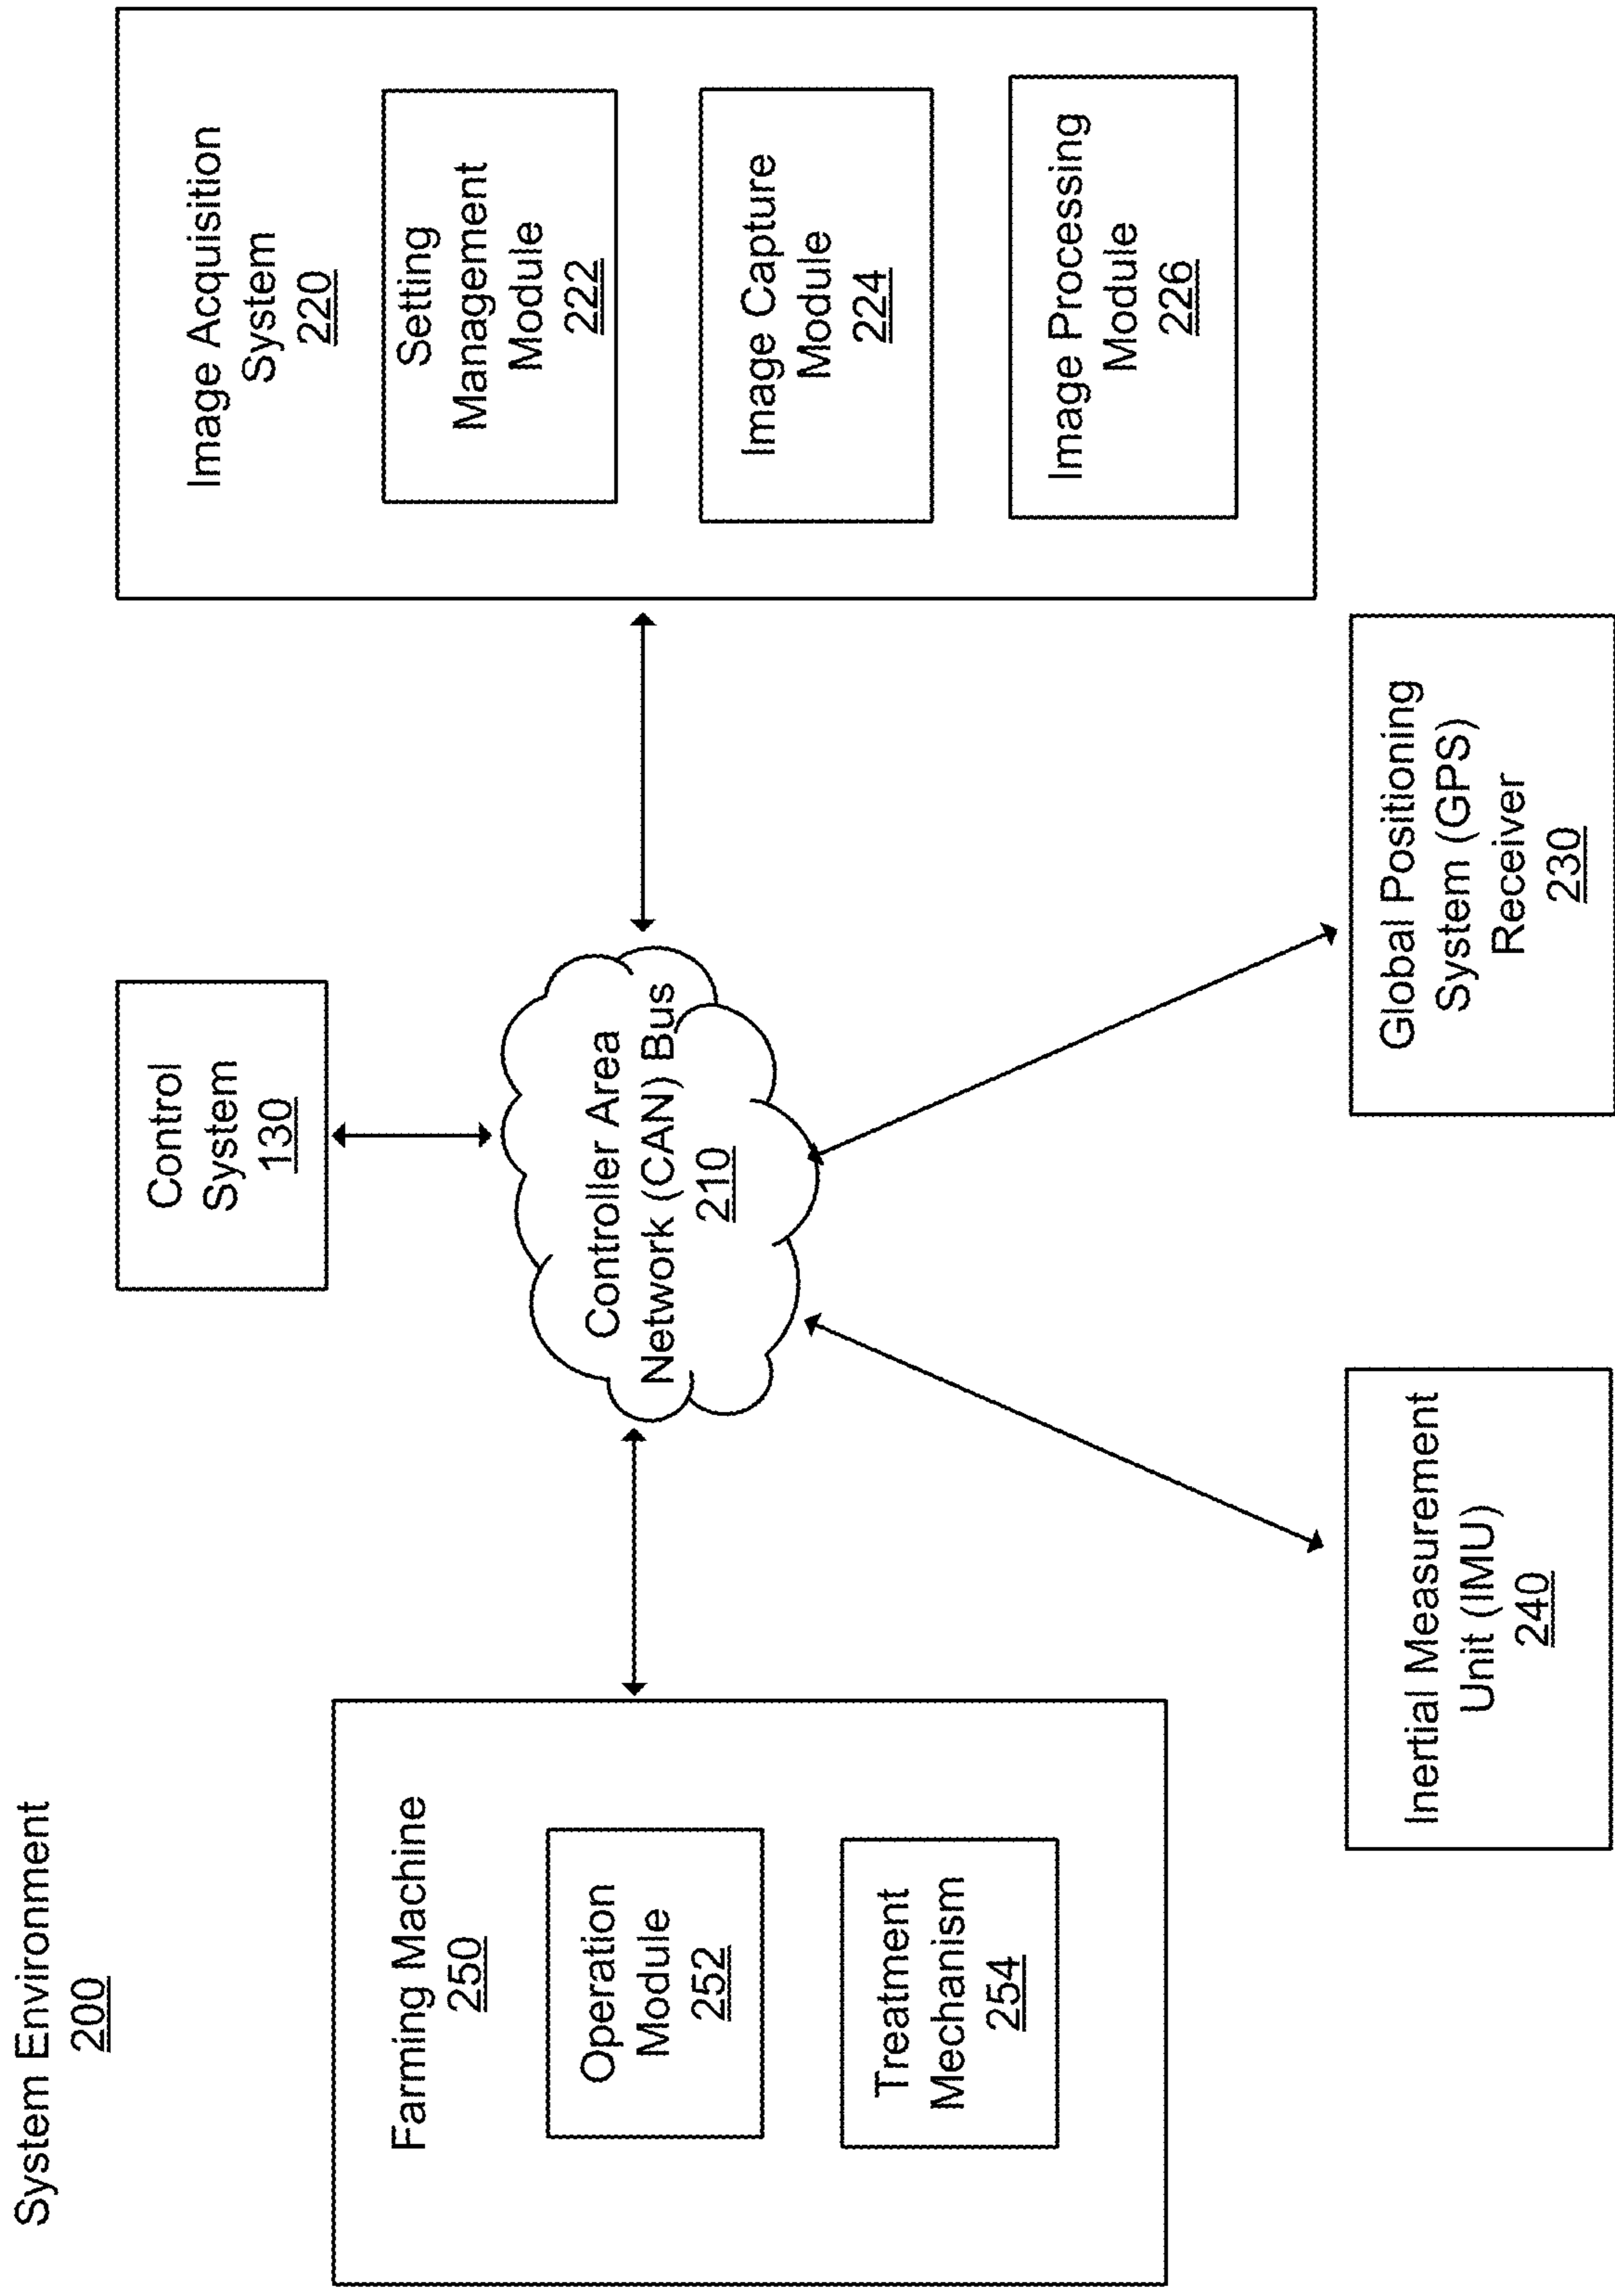 System Environment
200
Farming Machine
250
Operation
Module
252
Treatment
Mechanism
254
Control
System
130
Controller Area
Network (CAN) Bus
210
Image Acquisition
System
220
Setting
Management
Module
222
Image Capture
Module
224
Image Processing
Module
226
Inertial Measurement
Unit (IMU)
240
Global Positioning
System (GPS)
Receiver
230